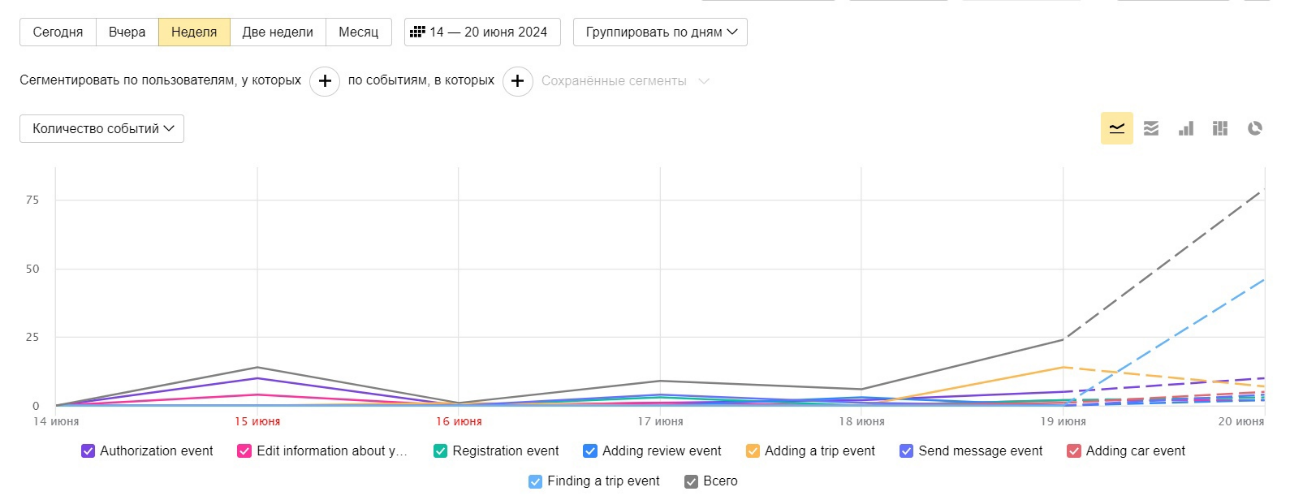 Сегодня Вчера Неделя Две недели Месяц 14 — 20 июня 2024 Группировать по дням
Сегментировать по пользователям, у которых + по событиям, в которых + Сохранённые сегменты
Количество событий
75
50
25
0
14 июня 15 июня 16 июня 17 июня 18 июня 19 июня 20 июня
Authorization event Edit information about y... Registration event Adding review event Adding a trip event Send message event Adding car event
Finding a trip event Всего